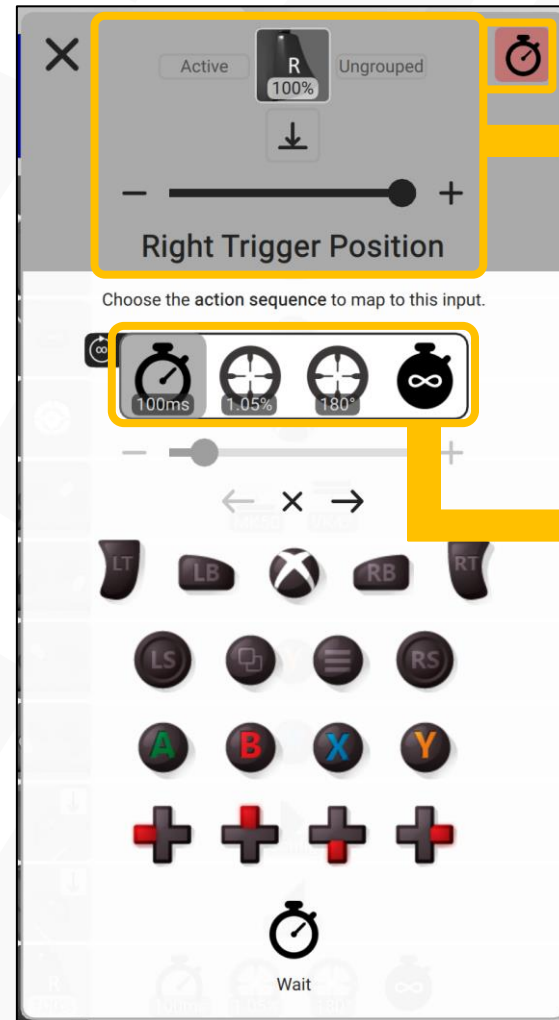 Active
R
100%
Ungrouped
Right Trigger Position
Choose the action sequence to map to this input.
100ms
1.05%
180°
LT
LB
RB
RT
LS
RS
A
B
X
Y
Wait